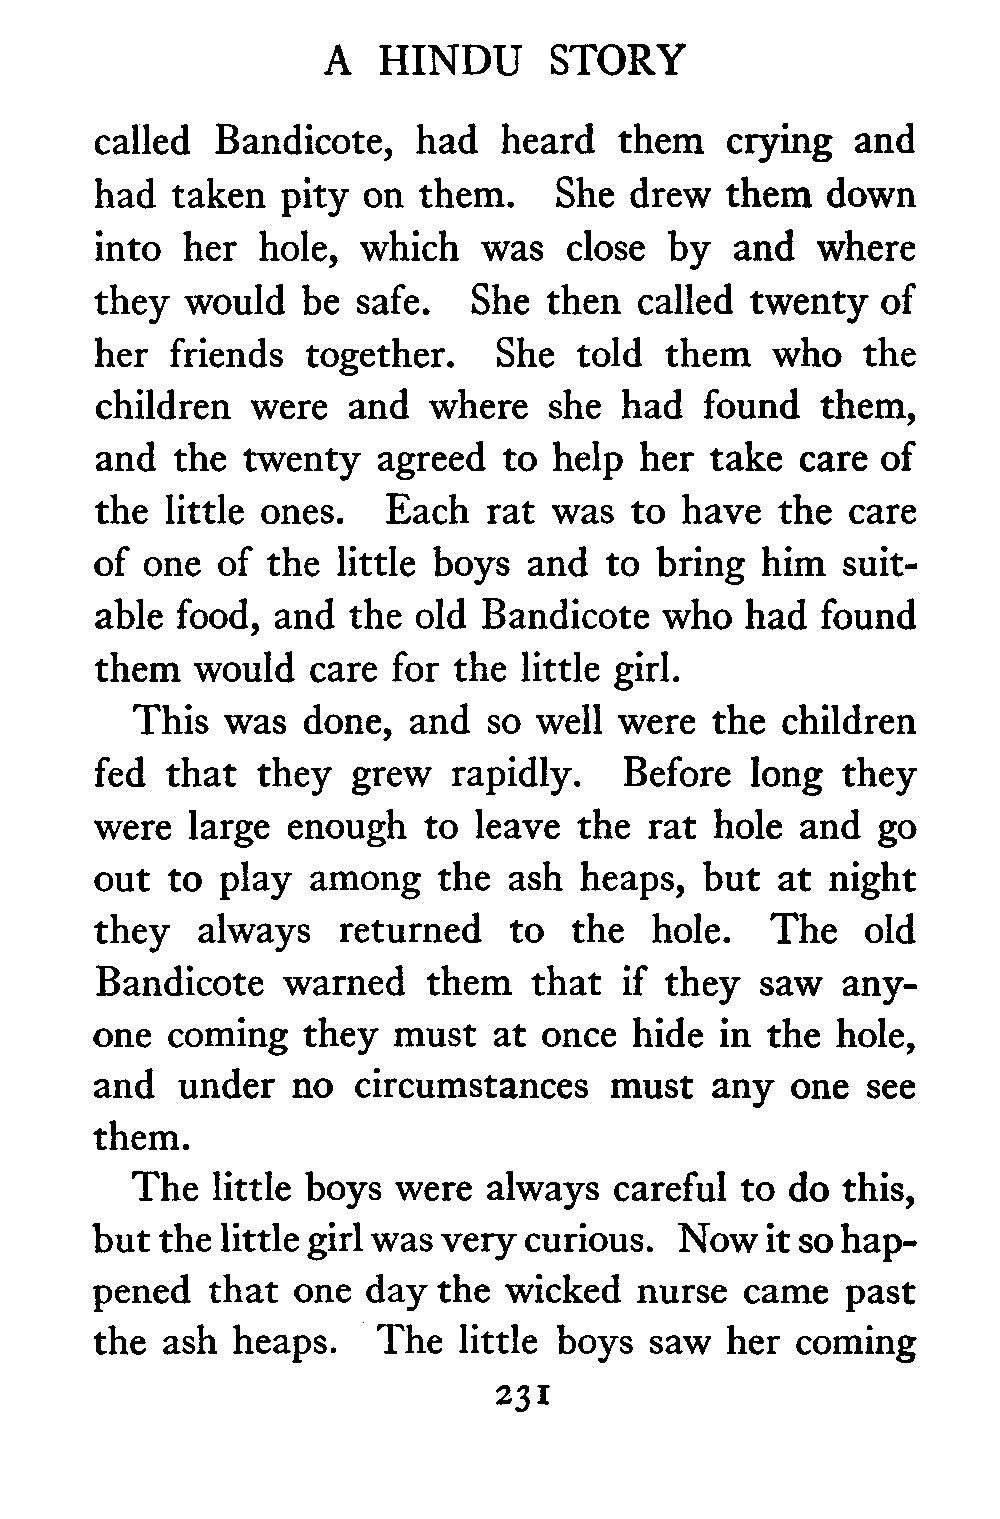 A HINDU STORY
called Bandicote, had heard them crying and
had taken pity on them. She drew them down
into her hole, which was close by and where
they would be safe. She then called twenty of
her friends together. She told them who the
children were and where she had found them,
and the twenty agreed to help her take care of
the little ones. Each rat was to have the care
of one of the little boys and to bring him suit-
able food, and the old Bandicote who had found
them would care for the little girl.
This was done, and so well were the children
fed that they grew rapidly. Before long they
were large enough to leave the rat hole and go
out to play among the ash heaps, but at night
they always returned to the hole. The old
Bandicote warned them that if they saw any-
one coming they must at once hide in the hole,
and under no circumstances must any one see
them.
The little boys were always careful to do this,
but the little girl was very curious. Now it so hap-
pened that one day the wicked nurse came past
the ash heaps. The little boys saw her coming
231